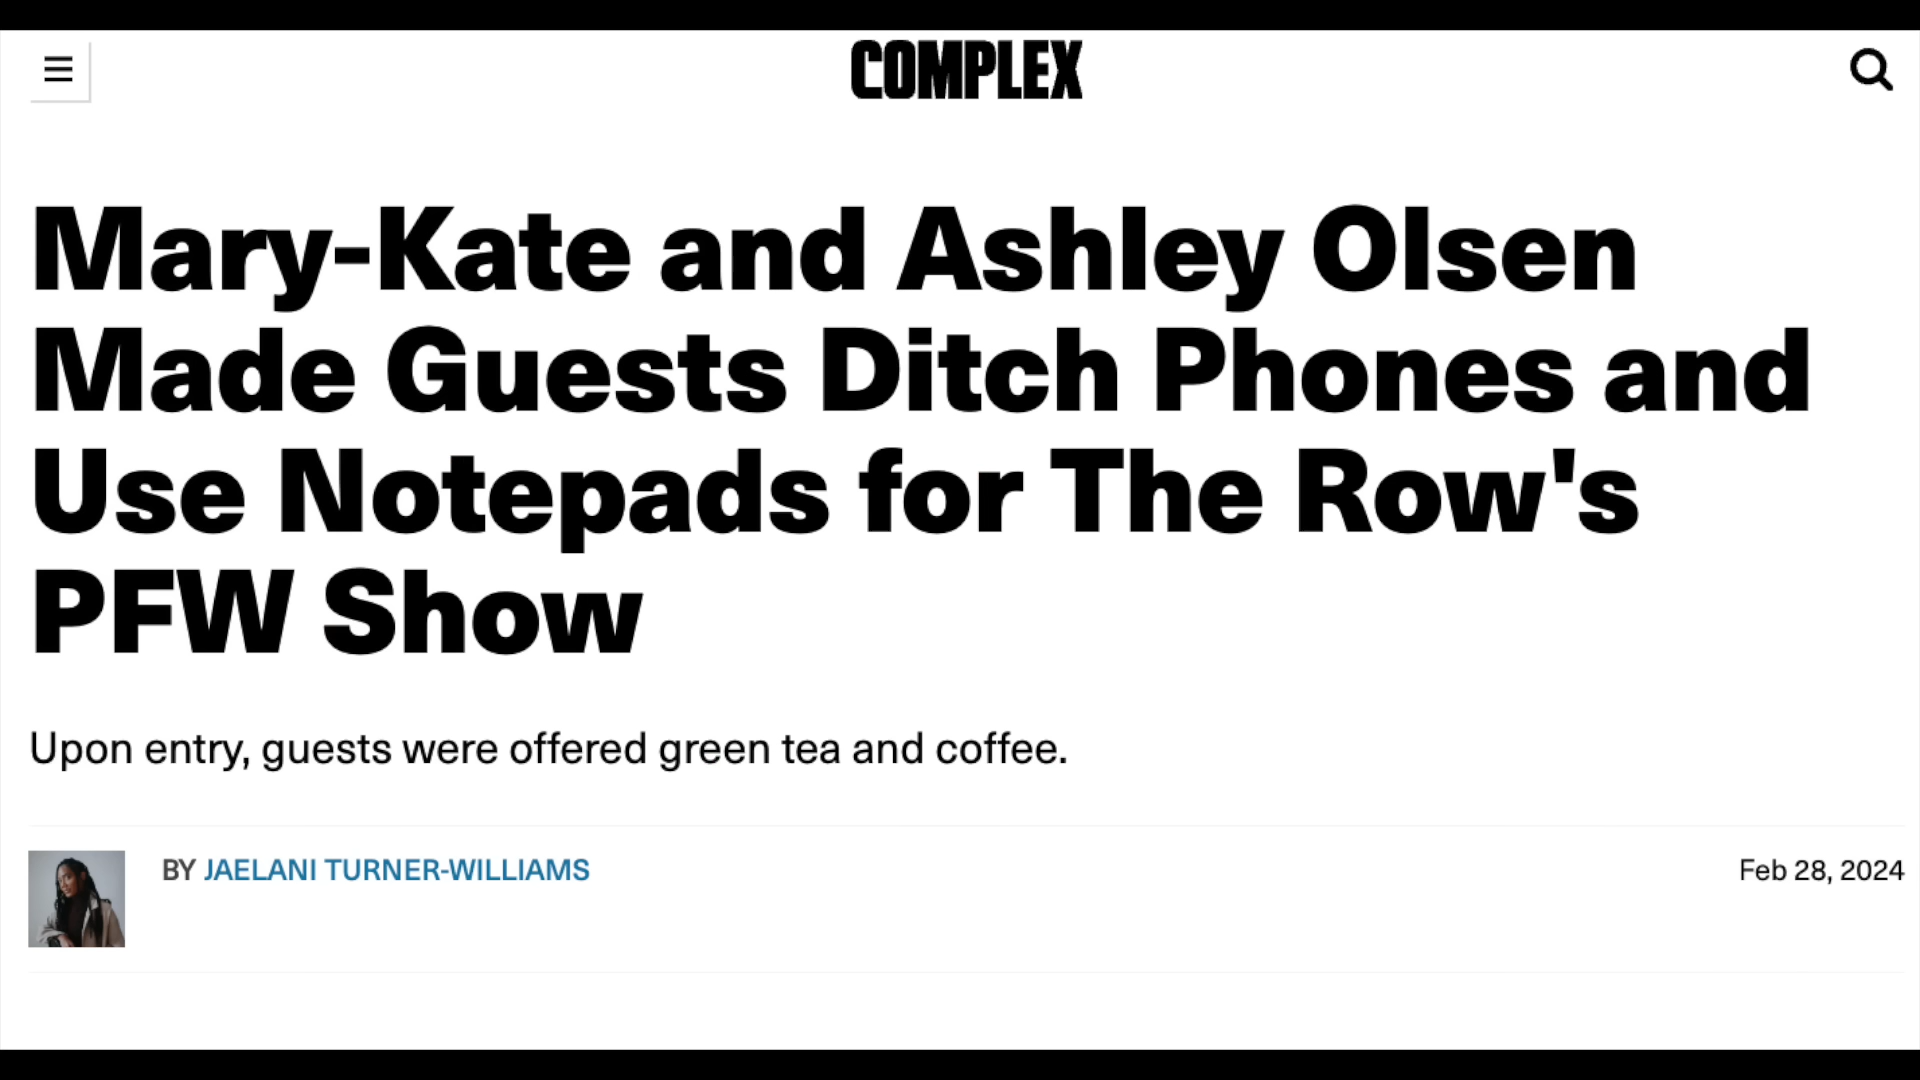 COMPLEX
Mary-Kate and Ashley Olsen
Made Guests Ditch Phones and
Use Notepads for The Row's
PFW Show
Upon entry, guests were offered green tea and coffee.
BY JAELANI TURNER-WILLIAMS
Feb 28, 2024